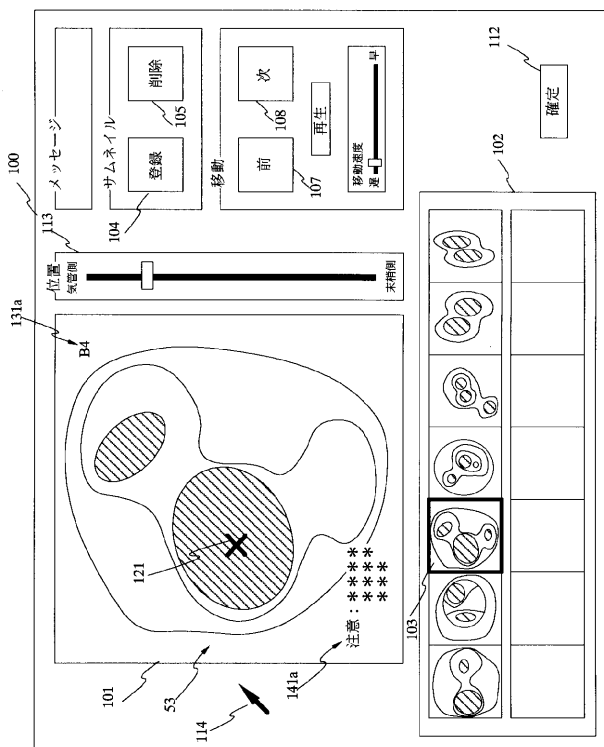 100
131a
B4
121
注意：****
****
****
101
53
141a
114
113
位置
気管側
末梢側
メッセージ
サムネイル
登録
削除
104
105
移動
前
次
107
108
再生
移動速度
遅
早
103
102
112
確定